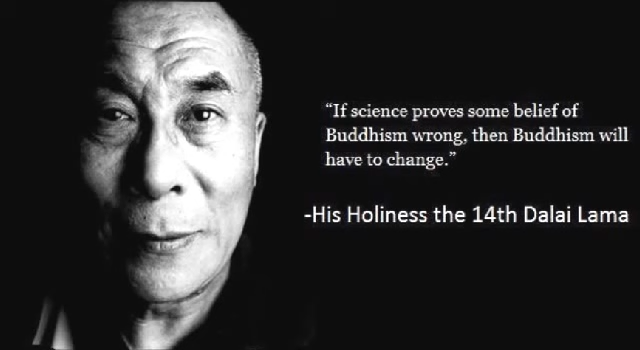 “If science proves some belief of
Buddhism wrong, then Buddhism will
have to change.”
-His Holiness the 14th Dalai Lama